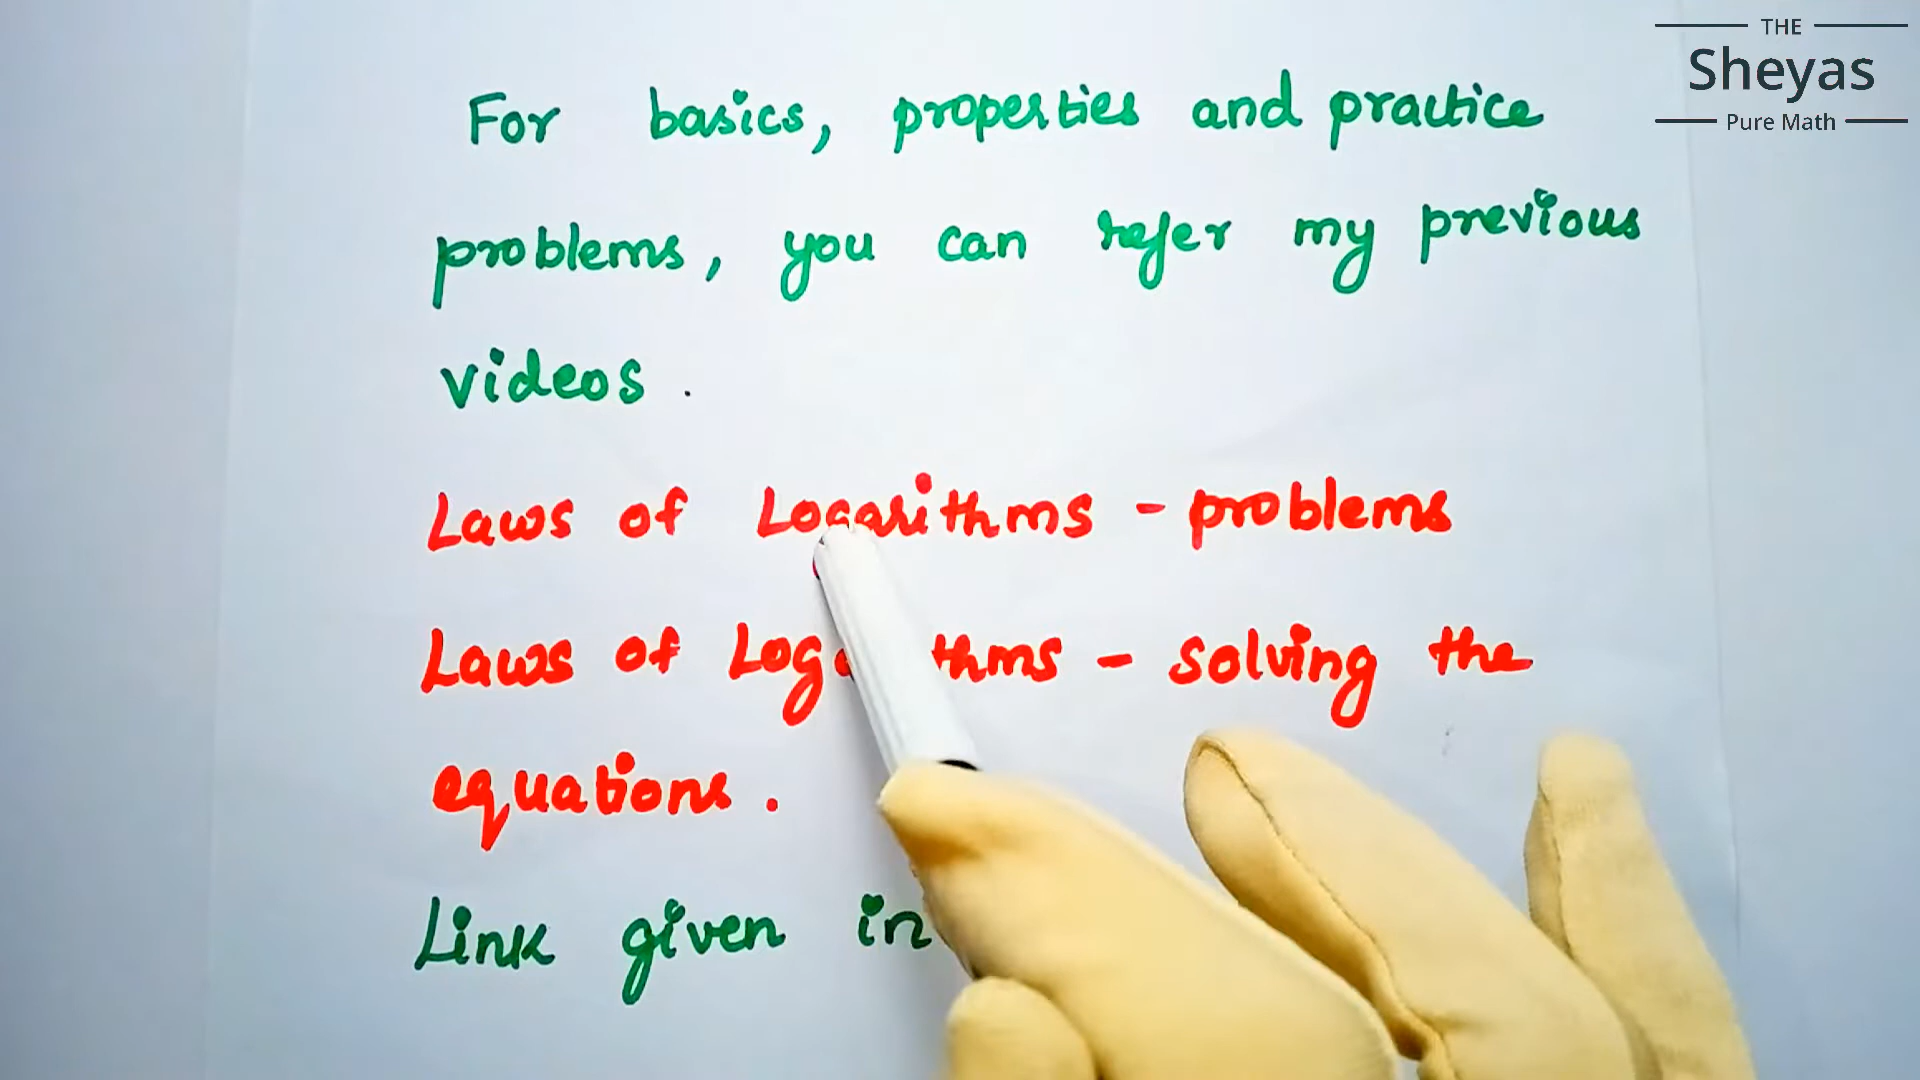 THE
Sheyas
Pure Math
For basics, properties and practice
problems, you can refer my previous
videos.
Laws of Logarithms - problems
Laws of - solving the
equations.
Link given in